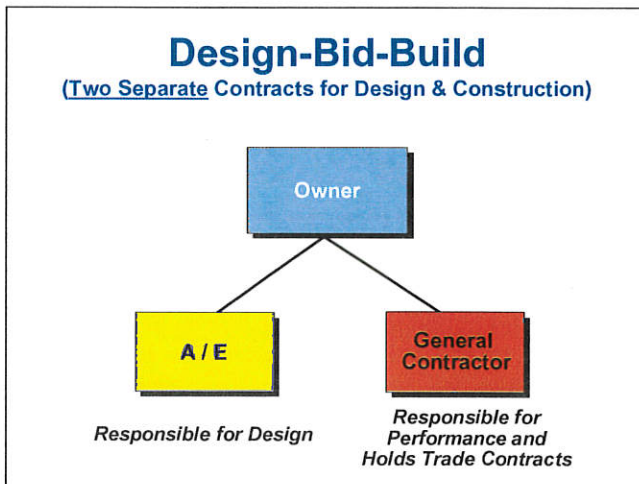 Design-Bid-Build
(Two Separate Contracts for Design & Construction)
Owner
A / E
General
Contractor
Responsible for Design
Responsible for
Performance and
Holds Trade Contracts